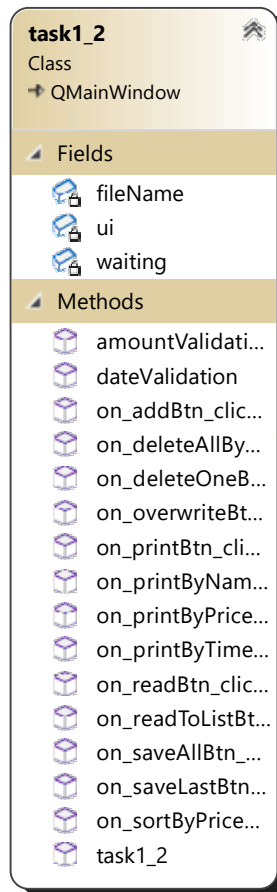 task1_2
Class
QMainWindow
Fields
fileName
ui
waiting
Methods
amountValidati...
dateValidation
on_addBtn_clic...
on_deleteAllBy...
on_deleteOneB...
on_overwriteBt...
on_printBtn_cli...
on_printByNam...
on_printByPrice...
on_printByTime...
on_readBtn_clic...
on_readToListBt...
on_saveAllBtn_...
on_saveLastBtn...
on_sortByPrice...
task1_2